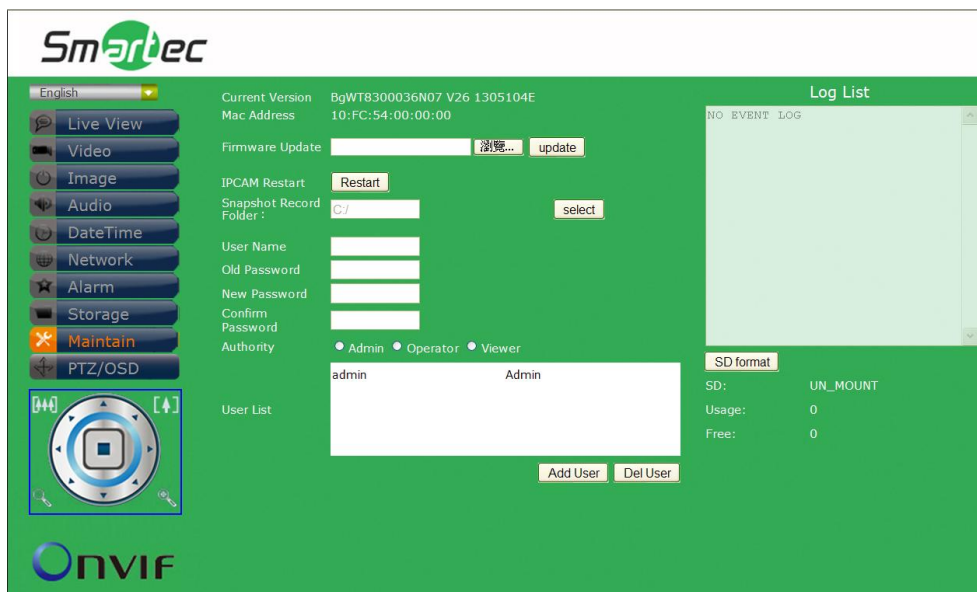 Smartec
English
Live View
Video
Image
Audio
DateTime
Network
Alarm
Storage
Maintain
PTZ/OSD
Onvif
Current Version BgWT8300036N07 V26 1305104E
Mac Address 10:FC:54:00:00:00
Firmware Update 瀏覽... update
IPCAM Restart Restart
Snapshot Record
Folder： C:/ select
User Name
Old Password
New Password
Confirm
Password
Authority Admin Operator Viewer
admin Admin
User List
Add User Del User
Log List
NO EVENT LOG
SD format
SD: UN_MOUNT
Usage: 0
Free: 0